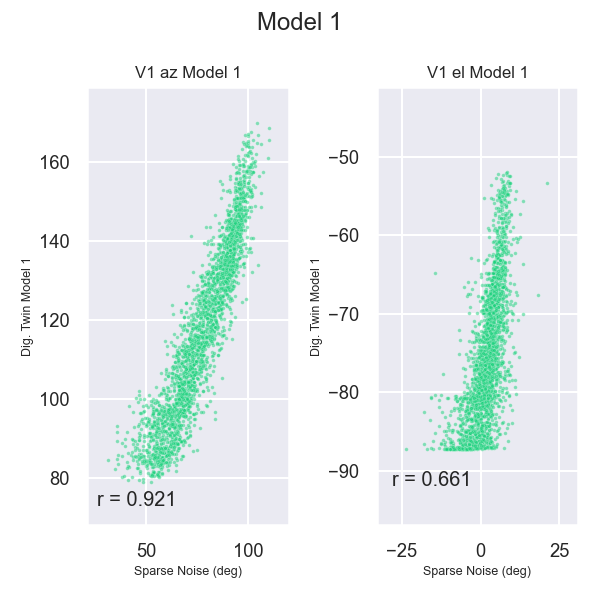 Model 1
V1 az Model 1
Dig. Twin Model 1
160
140
120
100
80
r = 0.921
50
100
Sparse Noise (deg)
V1 el Model 1
Dig. Twin Model 1
−50
−60
−70
−80
−90
r = 0.661
−25
0
25
Sparse Noise (deg)